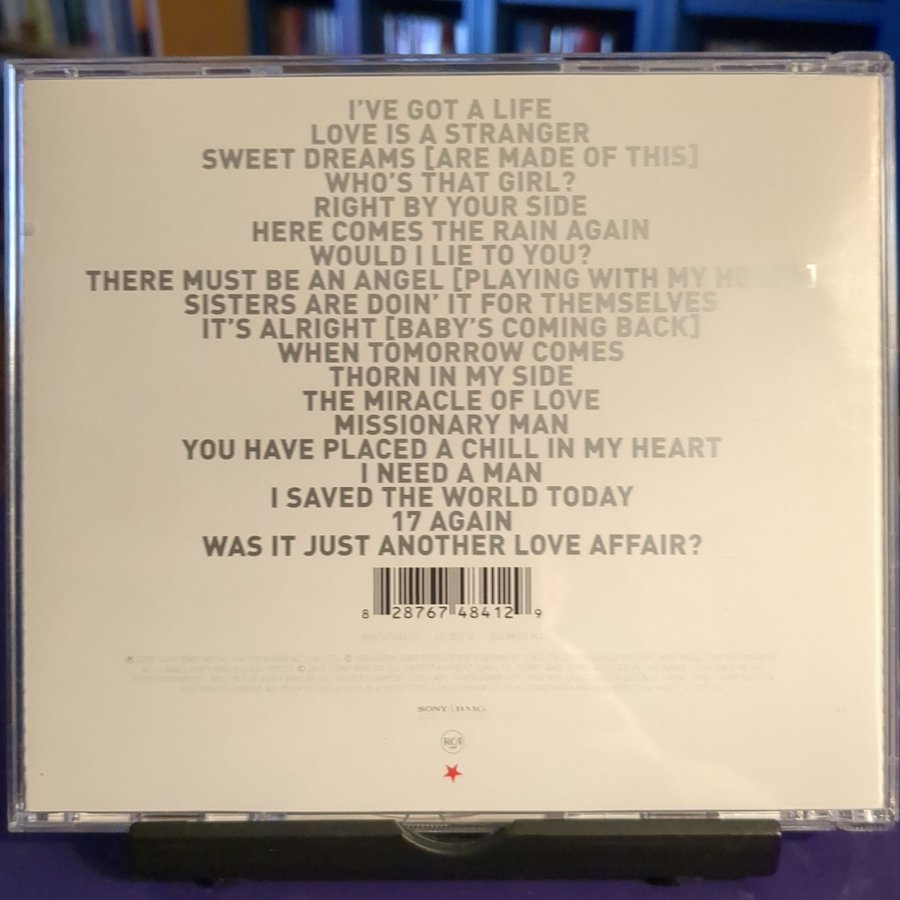 I'VE GOT A LIFE
LOVE IS A STRANGER
SWEET DREAMS [ARE MADE OF THIS]
WHO'S THAT GIRL?
RIGHT BY YOUR SIDE
HERE COMES THE RAIN AGAIN
WOULD I LIE TO YOU?
THERE MUST BE AN ANGEL [PLAYING WITH MY HEART]
SISTERS ARE DOIN' IT FOR THEMSELVES
IT'S ALRIGHT [BABY'S COMING BACK]
WHEN TOMORROW COMES
THORN IN MY SIDE
THE MIRACLE OF LOVE
MISSIONARY MAN
YOU HAVE PLACED A CHILL IN MY HEART
I NEED A MAN
I SAVED THE WORLD TODAY
17 AGAIN
WAS IT JUST ANOTHER LOVE AFFAIR?
8 28767 48412 9
SONY BMG
RCA